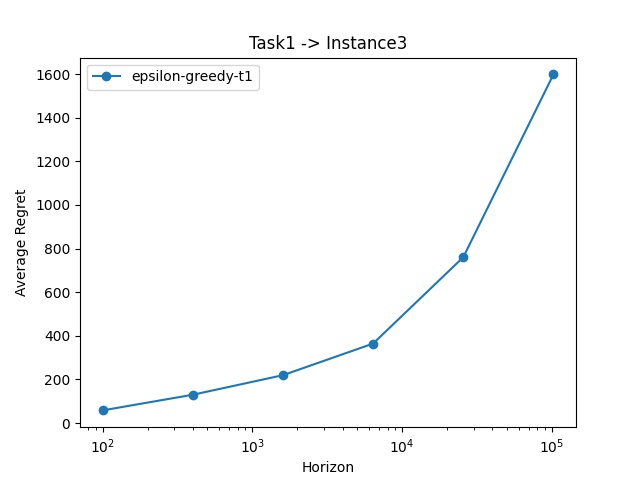 Task1 -> Instance3
epsilon-greedy-t1
1600
1400
1200
1000
800
600
400
200
0
Average Regret
10² 10³ 10⁴ 10⁵
Horizon